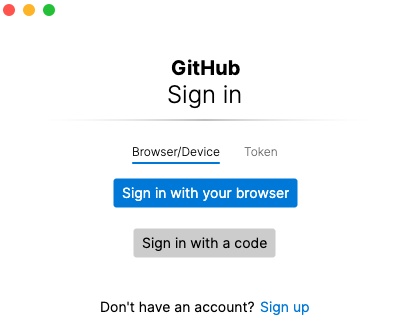 GitHub
Sign in
Browser/Device Token
Sign in with your browser
Sign in with a code
Don't have an account? Sign up